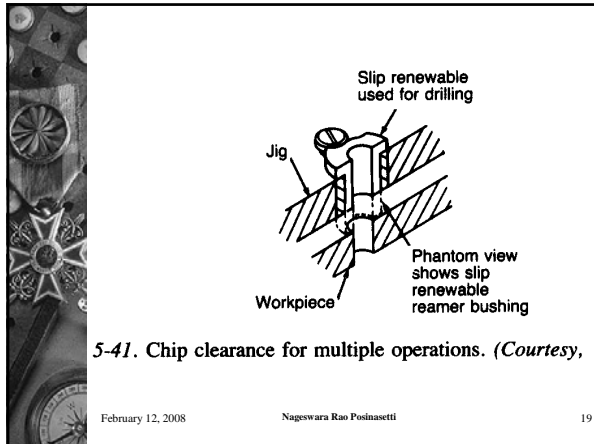 Slip renewable
used for drilling
Jig
Phantom view
shows slip
renewable
reamer bushing
Workpiece
5-41. Chip clearance for multiple operations. (Courtesy,
February 12, 2008
Nageswara Rao Posinasetti
19